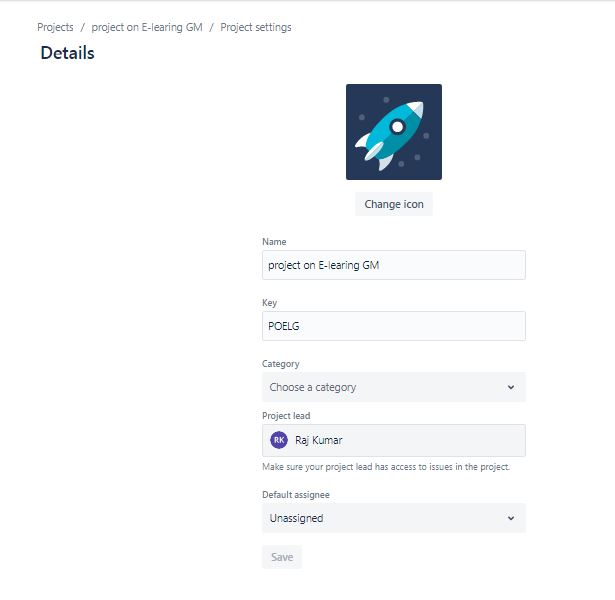 Projects / project on E-learing GM / Project settings
Details
Change icon
Name
project on E-learing GM
Key
POELG
Category
Choose a category
Project lead
RK Raj Kumar
Make sure your project lead has access to issues in the project.
Default assignee
Unassigned
Save